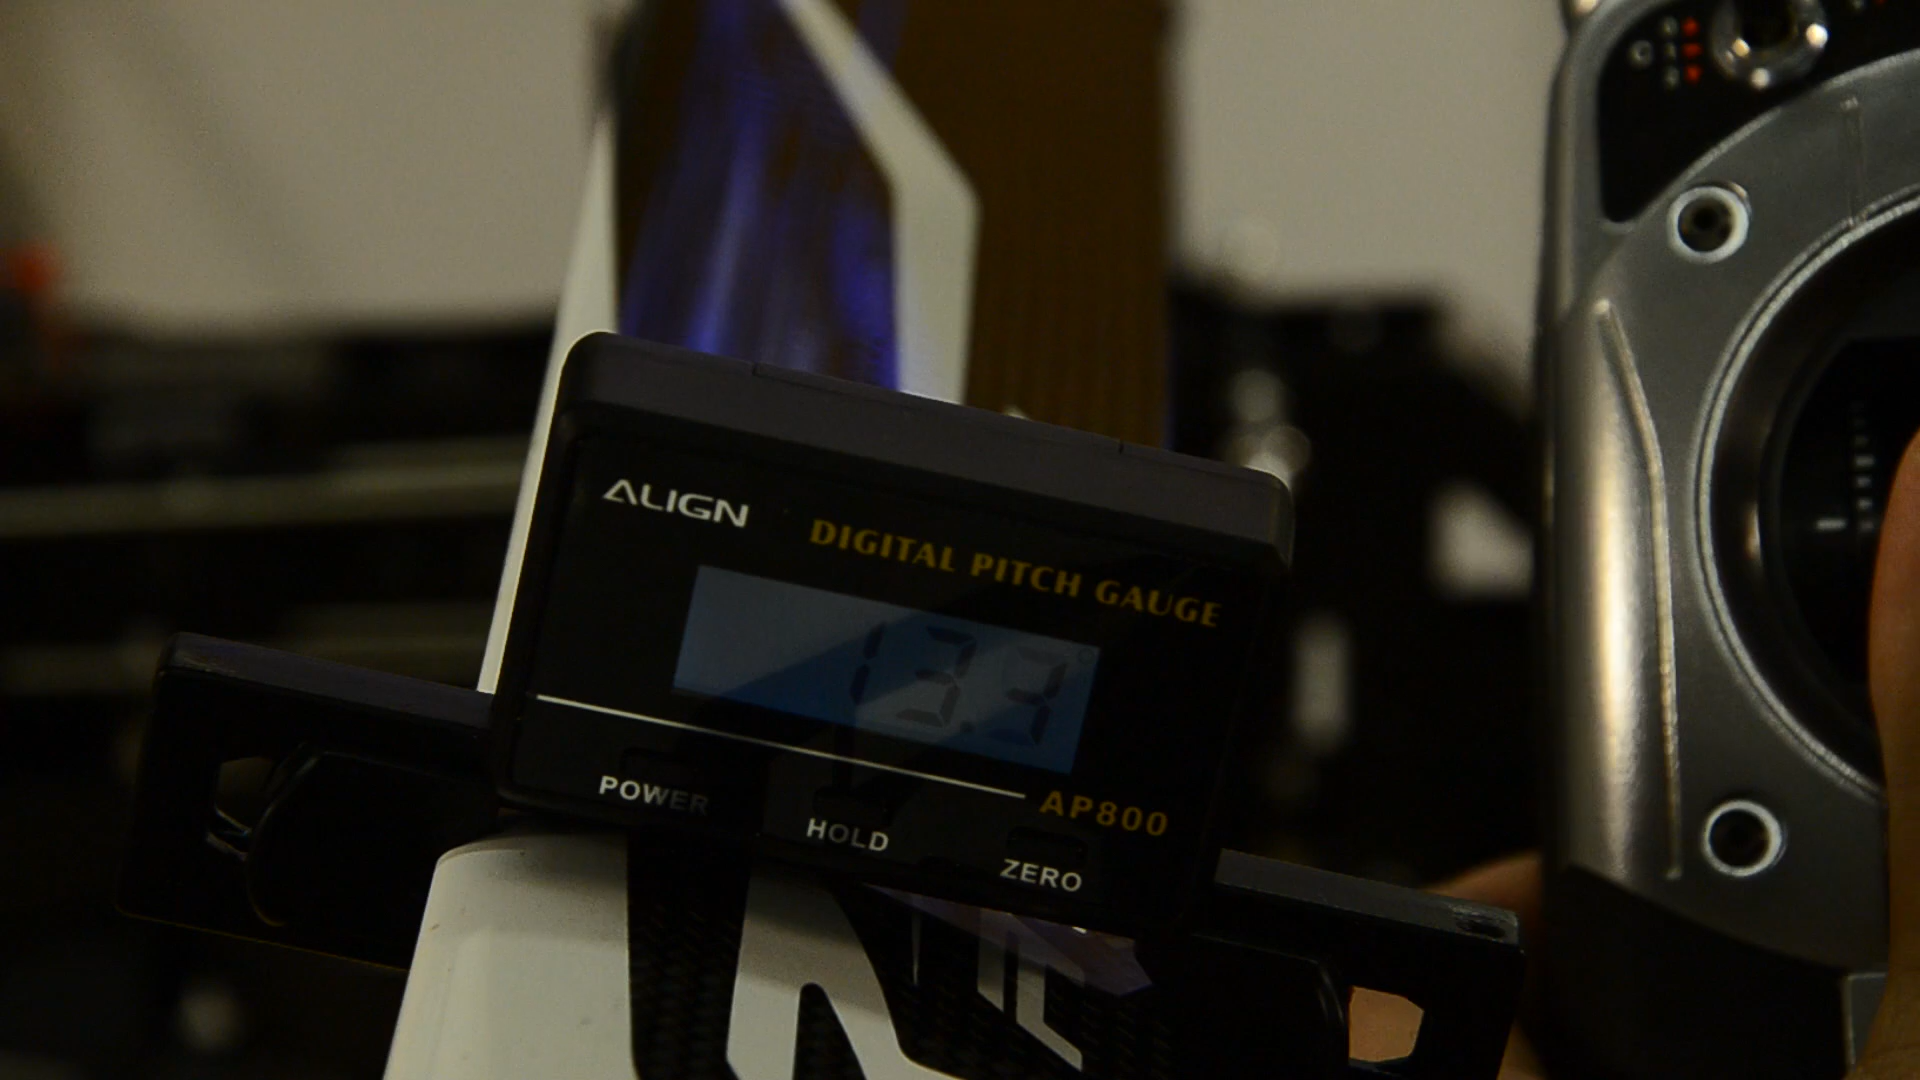 ALIGN
DIGITAL PITCH GAUGE
13.3°
AP800
POWER
HOLD
ZERO